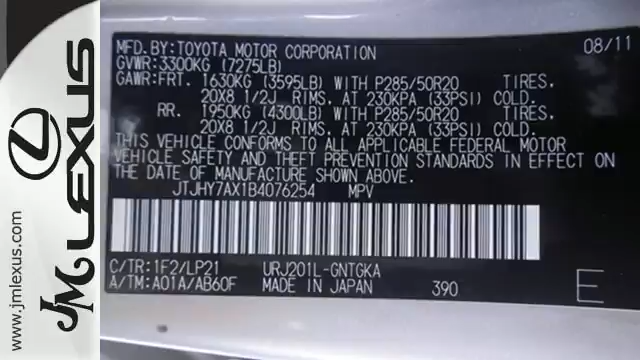 MFD.BY:TOYOTA MOTOR CORPORATION 08/11
GVWR:3300KG (7275LB)
GAWR:FRT. 1630KG (3595LB) WITH P285/50R20 TIRES,
20X8 1/2J RIMS, AT 230KPA (33PSI) COLD.
RR. 1950KG (4300LB) WITH P285/50R20 TIRES,
20X8 1/2J RIMS, AT 230KPA (33PSI) COLD.
THIS VEHICLE CONFORMS TO ALL APPLICABLE FEDERAL MOTOR
VEHICLE SAFETY AND THEFT PREVENTION STANDARDS IN EFFECT ON
THE DATE OF MANUFACTURE SHOWN ABOVE.
JTJHY7AX1B4076254 MPV
C/TR:1F2/LP21 URJ201L-GNTGKA
A/TM:A01A/AB60F MADE IN JAPAN 390 E
www.jmlexus.com
JM LEXUS